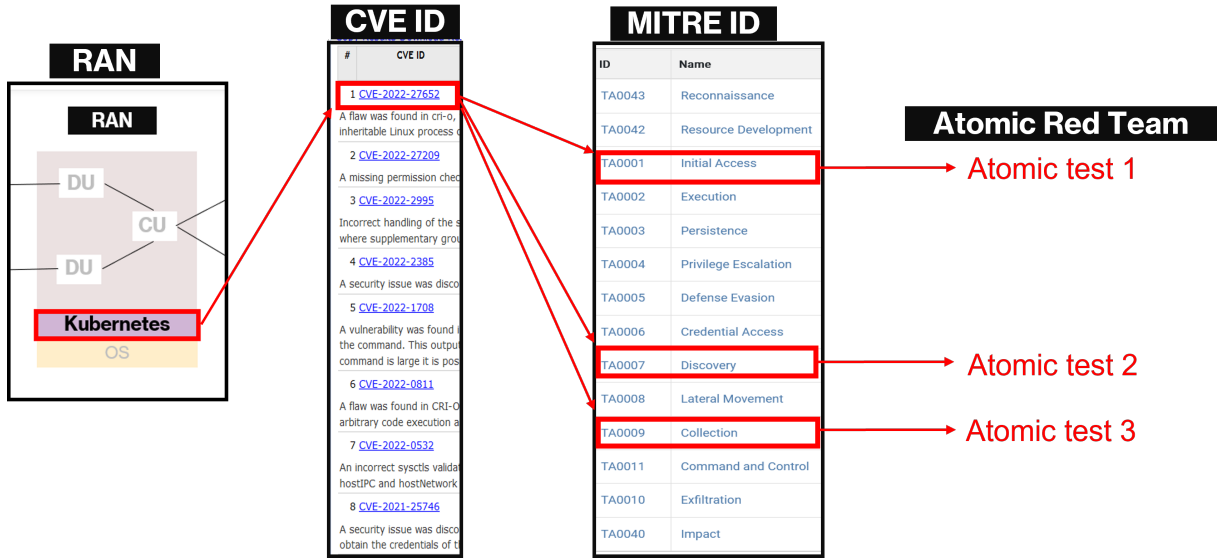 RAN
RAN
DU
CU
DU
Kubernetes
OS
CVE ID
# CVE ID
1 CVE-2022-27652
A flaw was found in cri-o,
inheritable Linux process
2 CVE-2022-27209
A missing permission chec
3 CVE-2022-2995
Incorrect handling of the s
where supplementary grou
4 CVE-2022-2385
A security issue was disco
5 CVE-2022-1708
A vulnerability was found i
the command. This output
command is large it is pos
6 CVE-2022-0811
A flaw was found in CRI-O
arbitrary code execution a
7 CVE-2022-0532
An incorrect sysctls validat
hostIPC and hostNetwork
8 CVE-2021-25746
A security issue was disco
obtain the credentials of t
MITRE ID
ID Name
TA0043 Reconnaissance
TA0042 Resource Development
TA0001 Initial Access
TA0002 Execution
TA0003 Persistence
TA0004 Privilege Escalation
TA0005 Defense Evasion
TA0006 Credential Access
TA0007 Discovery
TA0008 Lateral Movement
TA0009 Collection
TA0011 Command and Control
TA0010 Exfiltration
TA0040 Impact
Atomic Red Team
Atomic test 1
Atomic test 2
Atomic test 3